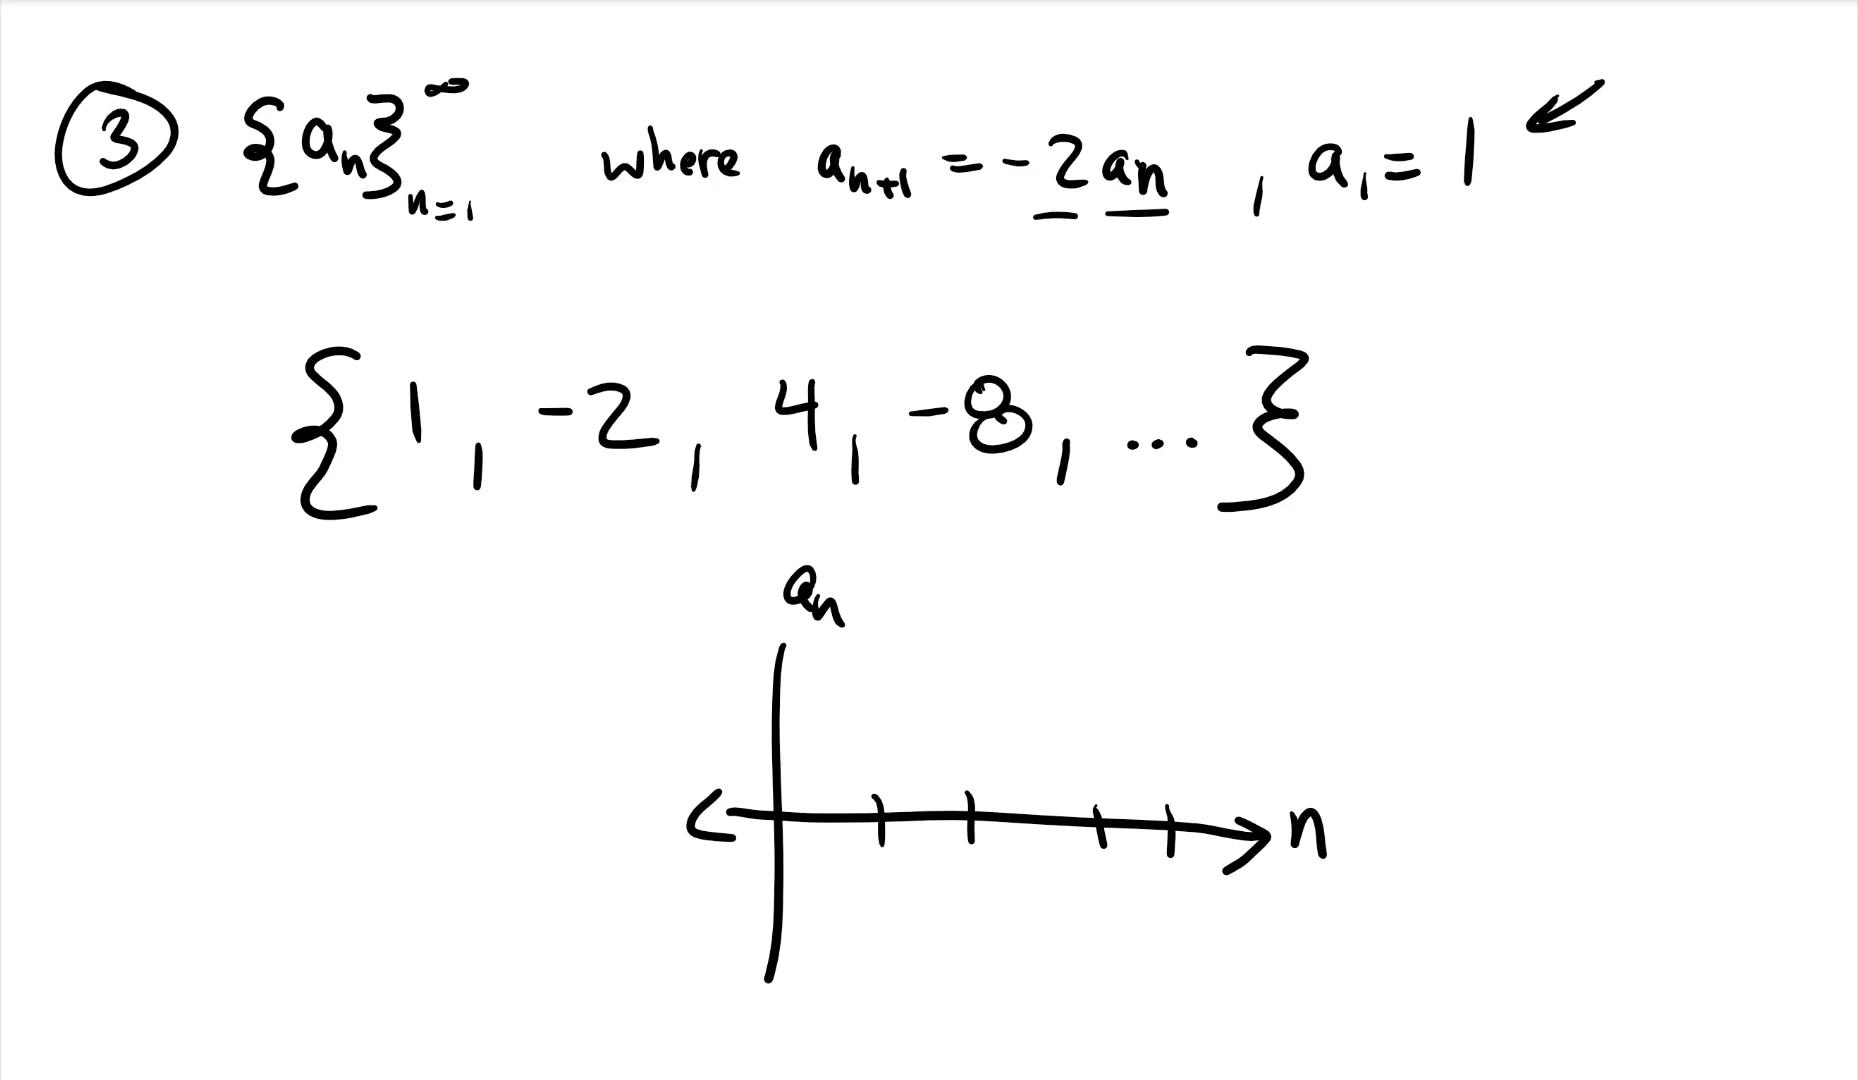 ③ {aₙ}^∞_{n=1} where aₙ₊₁ = -2aₙ , a₁ = 1
{1, -2, 4, -8, ...}
aₙ
n